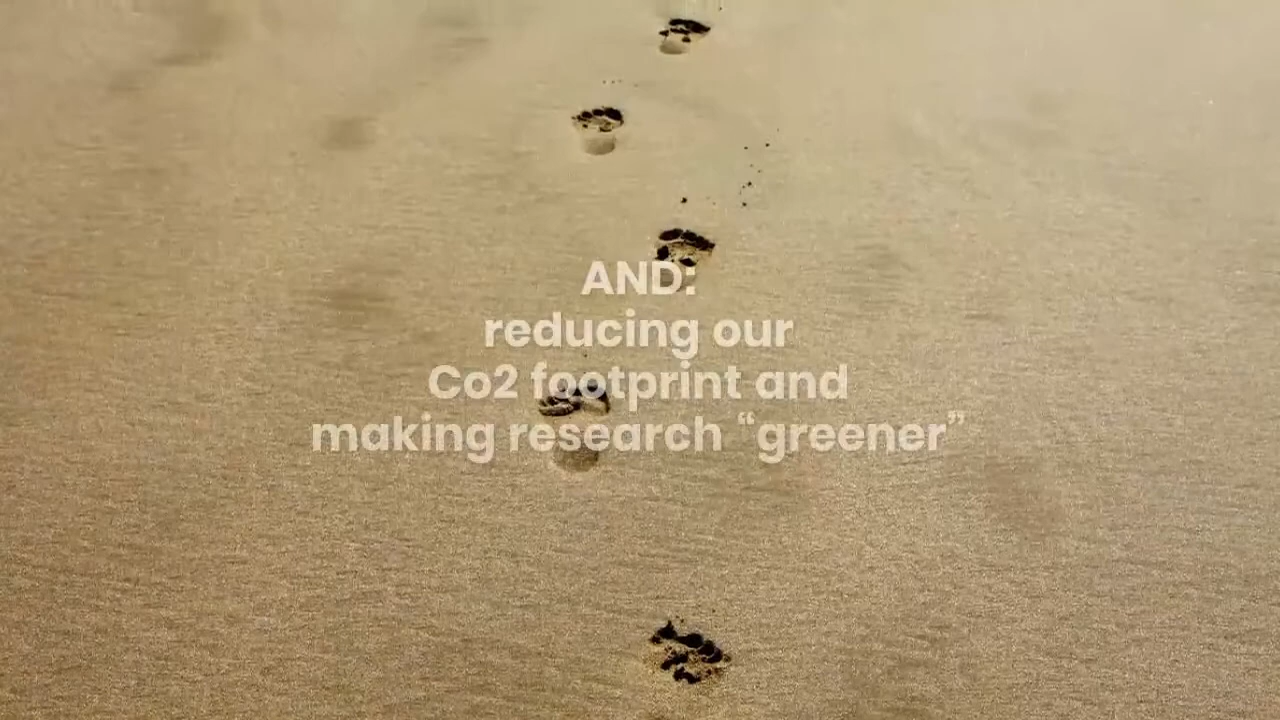 AND:
reducing our
Co2 footprint and
making research “greener”